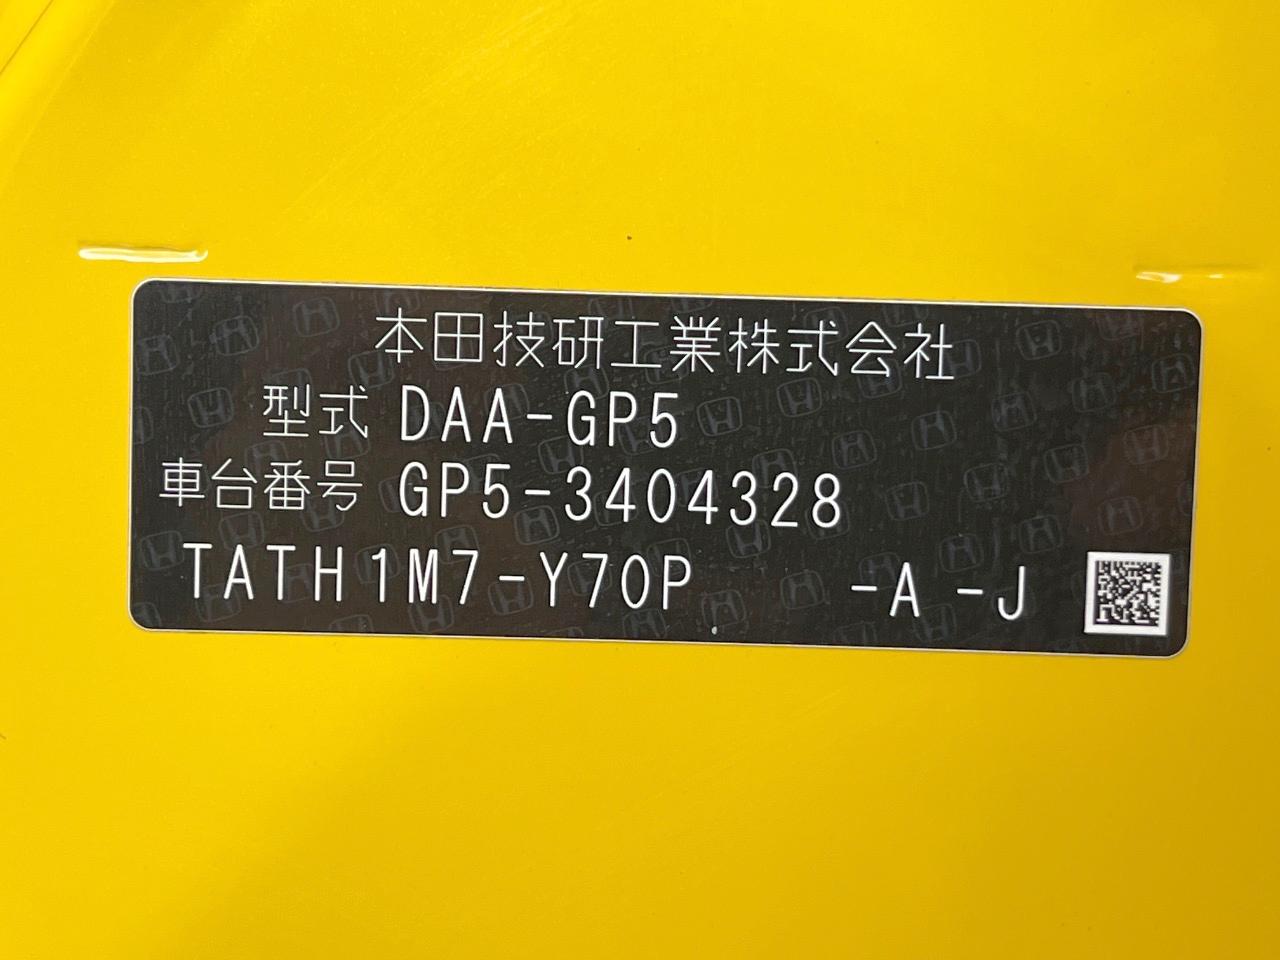 本田技研工業株式会社
型式 DAA-GP5
車台番号 GP5-3404328
TATH1M7-Y70P -A -J